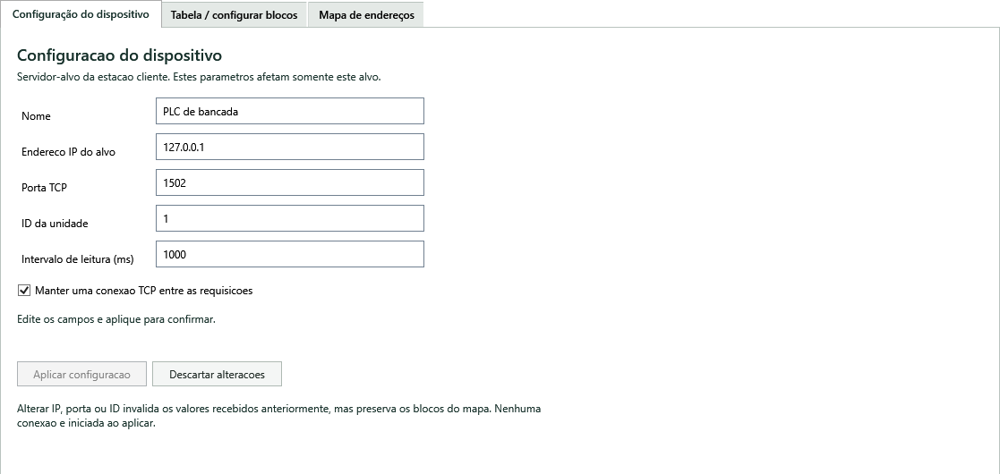 Configuração do dispositivo
Tabela / configurar blocos
Mapa de endereços
Configuracao do dispositivo
Servidor-alvo da estacao cliente. Estes parametros afetam somente este alvo.
Nome
PLC de bancada
Endereco IP do alvo
127.0.0.1
Porta TCP
1502
ID da unidade
1
Intervalo de leitura (ms)
1000
Manter uma conexao TCP entre as requisicoes
Edite os campos e aplique para confirmar.
Aplicar configuracao
Descartar alteracoes
Alterar IP, porta ou ID invalida os valores recebidos anteriormente, mas preserva os blocos do mapa. Nenhuma
conexao e iniciada ao aplicar.